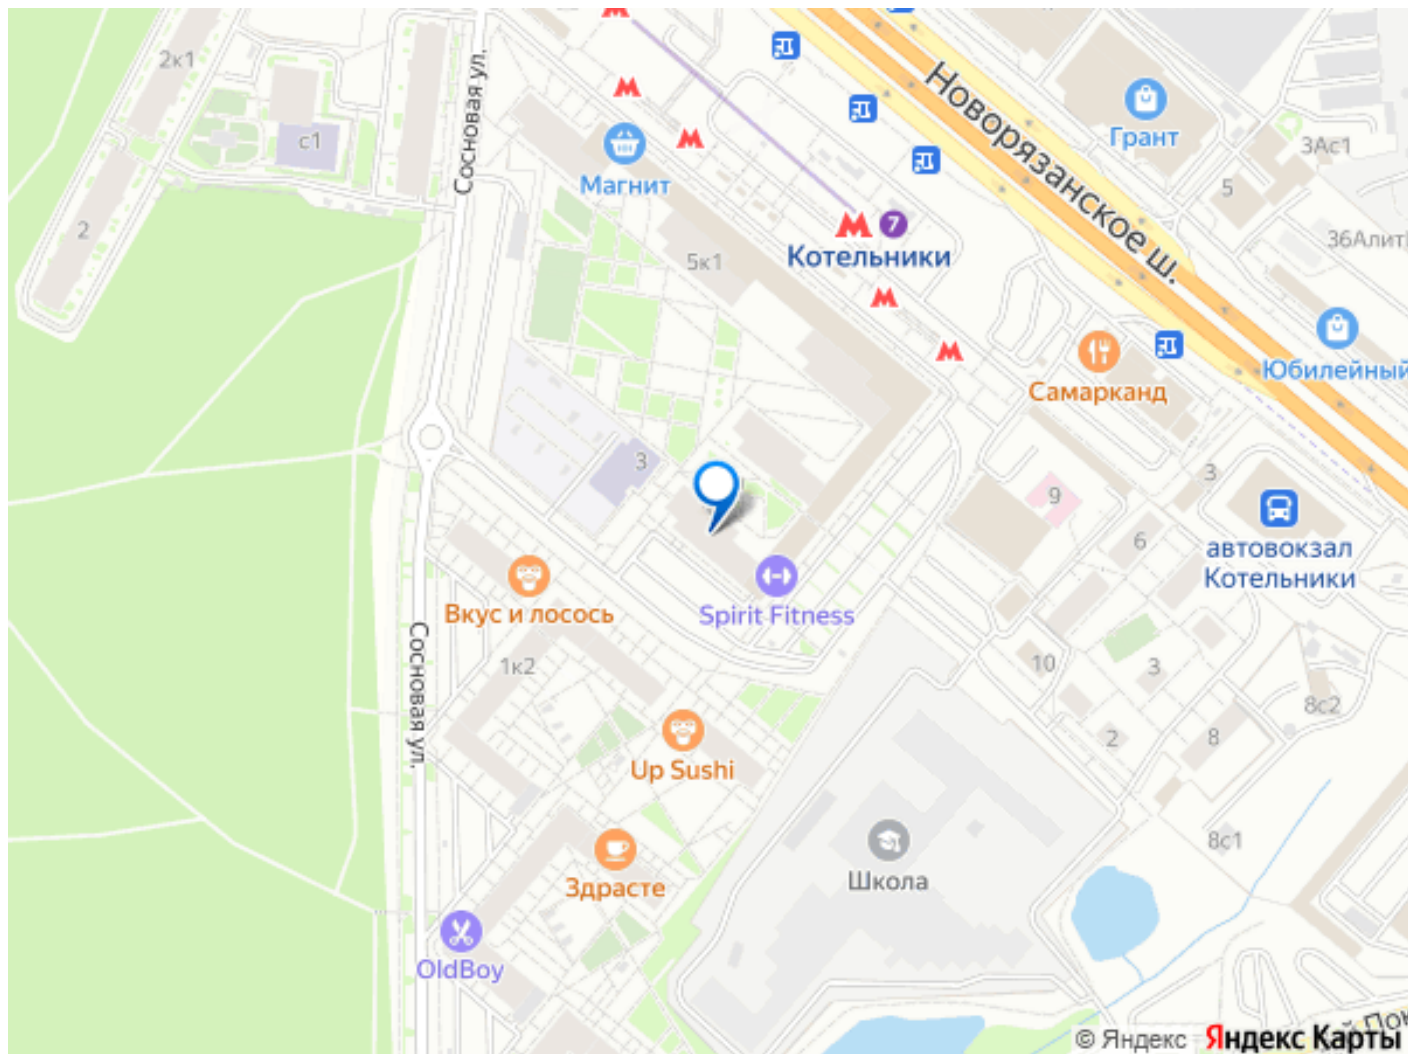 2к1
Сосновая ул.
с1
2
Магнит
5к1
7
Котельники
Новорязанское ш.
Грант
3Ас1
5
36Алит
Юбилейный
Самарканд
3
9
3
6
автовокзал
Котельники
Вкус и лосось
Spirit Fitness
Сосновая ул.
1к2
10
3
8с2
2
8
Up Sushi
8с1
Школа
Здрасте
OldBoy
© Яндекс Яндекс Карты